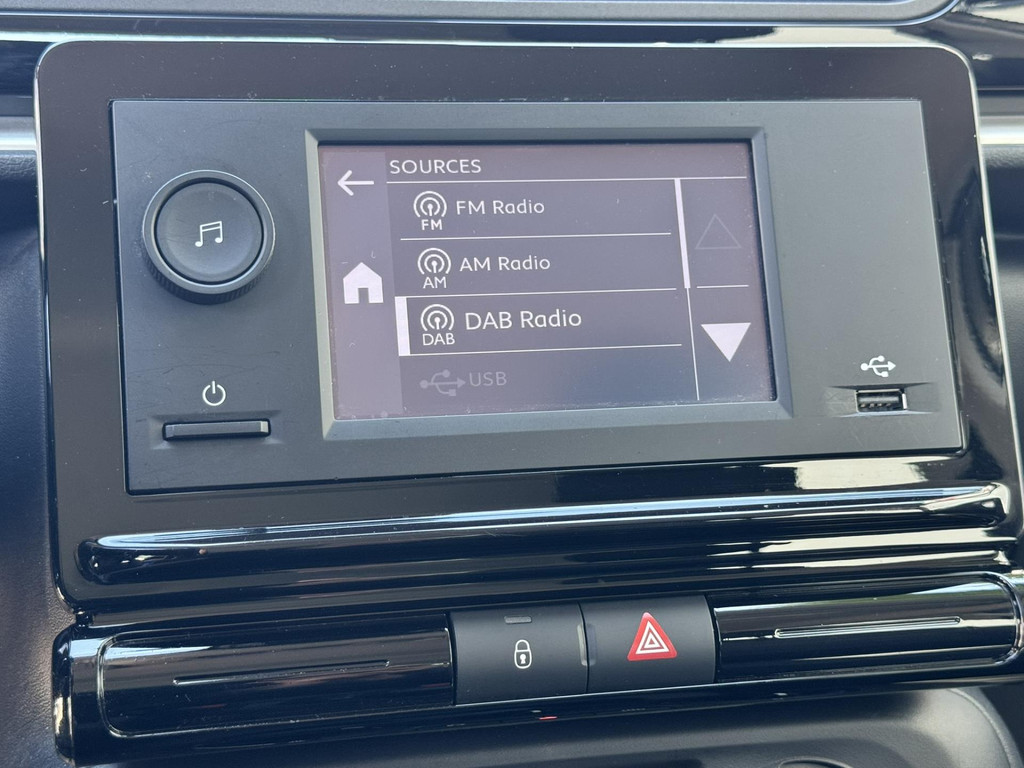 SOURCES
FM Radio
FM
AM Radio
AM
DAB Radio
DAB
USB